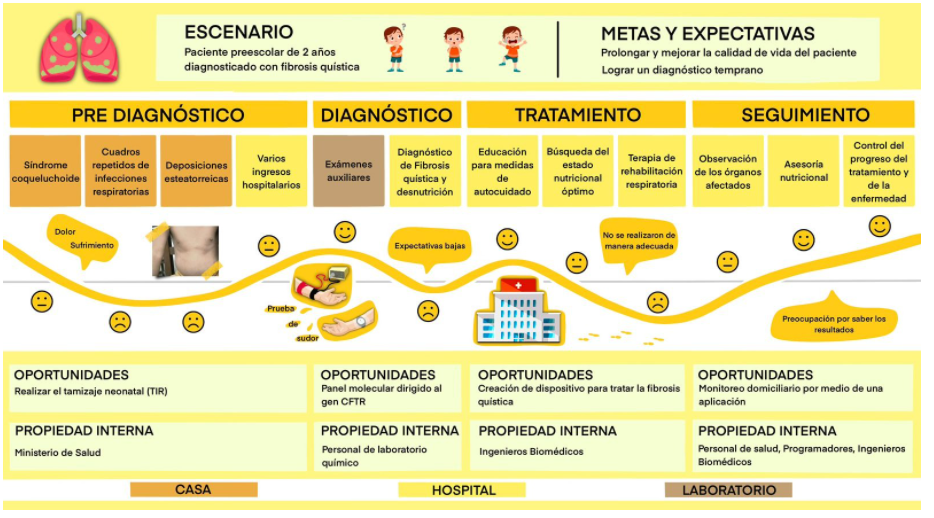 ESCENARIO
Paciente preescolar de 2 años
diagnosticado con fibrosis quística
?
METAS Y EXPECTATIVAS
Prolongar y mejorar la calidad de vida del paciente
Lograr un diagnóstico temprano
PRE DIAGNÓSTICO
DIAGNÓSTICO
TRATAMIENTO
SEGUIMIENTO
Síndrome
coqueluchoide
Cuadros
repetidos de
infecciones
respiratorias
Deposiciones
esteatorreicas
Varios
ingresos
hospitalarios
Exámenes
auxiliares
Diagnóstico
de Fibrosis
quística y
desnutrición
Educación
para medidas
de
autocuidado
Búsqueda del
estado
nutricional
óptimo
Terapia de
rehabilitación
respiratoria
Observación
de los órganos
afectados
Asesoría
nutricional
Control del
progreso del
tratamiento y
de la
enfermedad
Dolor
Sufrimiento
Expectativas bajas
No se realizaron de
manera adecuada
Prueba
de
sudor
Preocupación por saber los
resultados
OPORTUNIDADES
Realizar el tamizaje neonatal (TIR)
OPORTUNIDADES
Panel molecular dirigido al
gen CFTR
OPORTUNIDADES
Creación de dispositivo para tratar la fibrosis
quística
OPORTUNIDADES
Monitoreo domiciliario por medio de una
aplicación
PROPIEDAD INTERNA
Ministerio de Salud
PROPIEDAD INTERNA
Personal de laboratorio
químico
PROPIEDAD INTERNA
Ingenieros Biomédicos
PROPIEDAD INTERNA
Personal de salud, Programadores, Ingenieros
Biomédicos
CASA
HOSPITAL
LABORATORIO